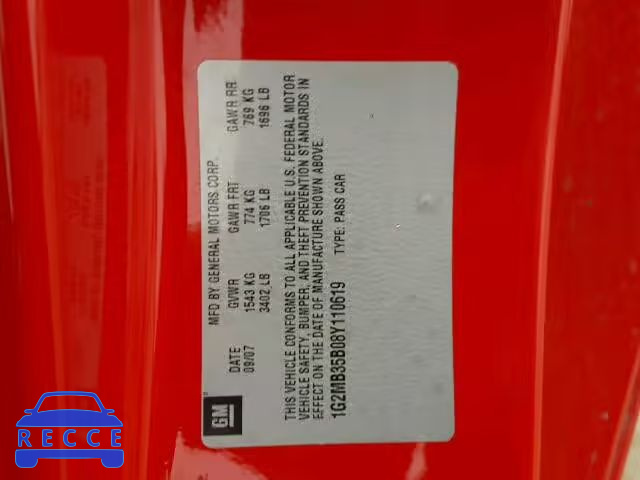 MFD BY GENERAL MOTORS CORP.
DATE GVWR GAWR FRT GAWR RR
09/07 1543 KG 774 KG 769 KG
3402 LB 1706 LB 1696 LB
THIS VEHICLE CONFORMS TO ALL APPLICABLE U.S. FEDERAL MOTOR
VEHICLE SAFETY, BUMPER, AND THEFT PREVENTION STANDARDS IN
EFFECT ON THE DATE OF MANUFACTURE SHOWN ABOVE.
1G2MB35B08Y110619 TYPE: PASS CAR
GM
RECCE